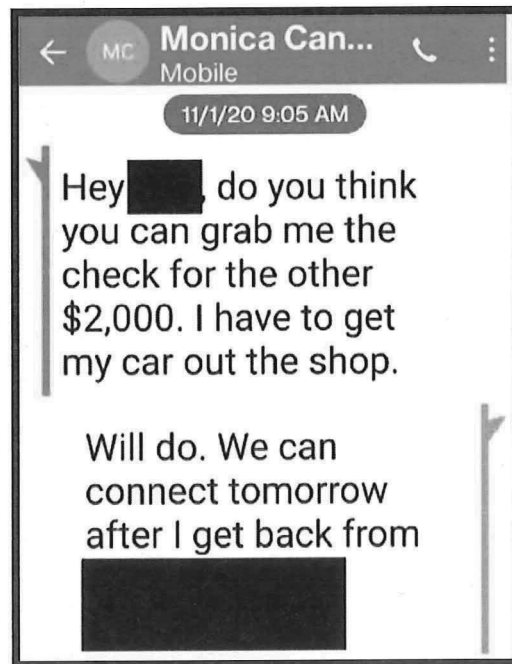 MC
Monica Can...
Mobile
11/1/20 9:05 AM
Hey , do you think
you can grab me the
check for the other
$2,000. I have to get
my car out the shop.
Will do. We can
connect tomorrow
after I get back from